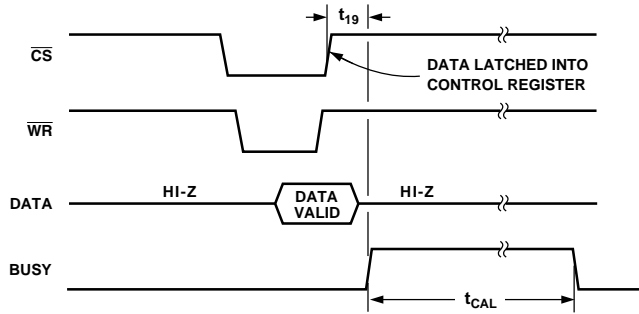 t19
CS
DATA LATCHED INTO
CONTROL REGISTER
WR
HI-Z
HI-Z
DATA
DATA
VALID
BUSY
tCAL